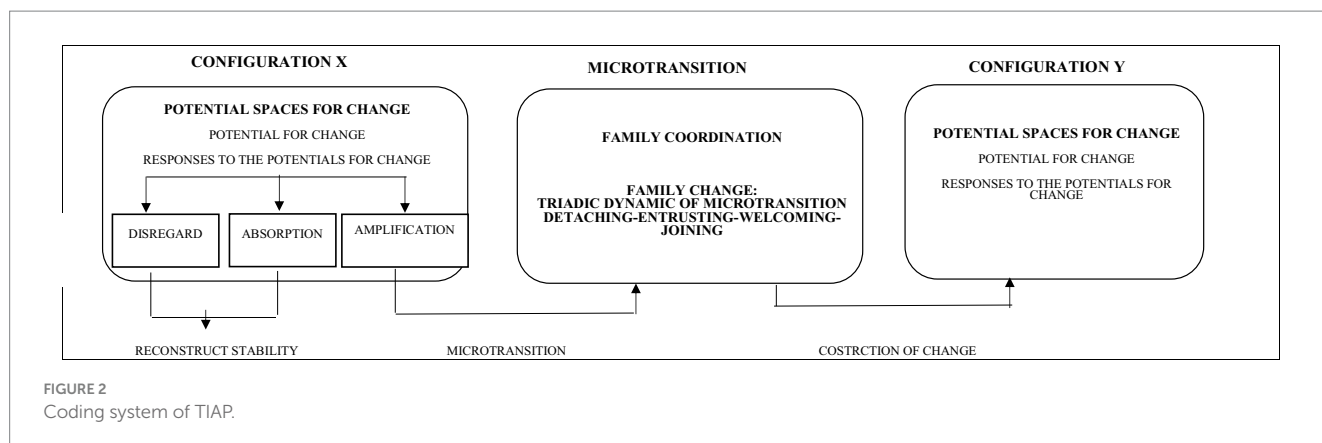 CONFIGURATION X
MICROTRANSITION
CONFIGURATION Y
POTENTIAL SPACES FOR CHANGE
POTENTIAL FOR CHANGE
RESPONSES TO THE POTENTIALS FOR CHANGE
DISREGARD
ABSORPTION
AMPLIFICATION
FAMILY COORDINATION
FAMILY CHANGE:
TRIADIC DYNAMIC OF MICROTRANSITION
DETACHING-ENTRUSTING-WELCOMING-
JOINING
POTENTIAL SPACES FOR CHANGE
POTENTIAL FOR CHANGE
RESPONSES TO THE POTENTIALS FOR
CHANGE
RECONSTRUCT STABILITY
MICROTRANSITION
COSTRCTION OF CHANGE
FIGURE 2
Coding system of TIAP.